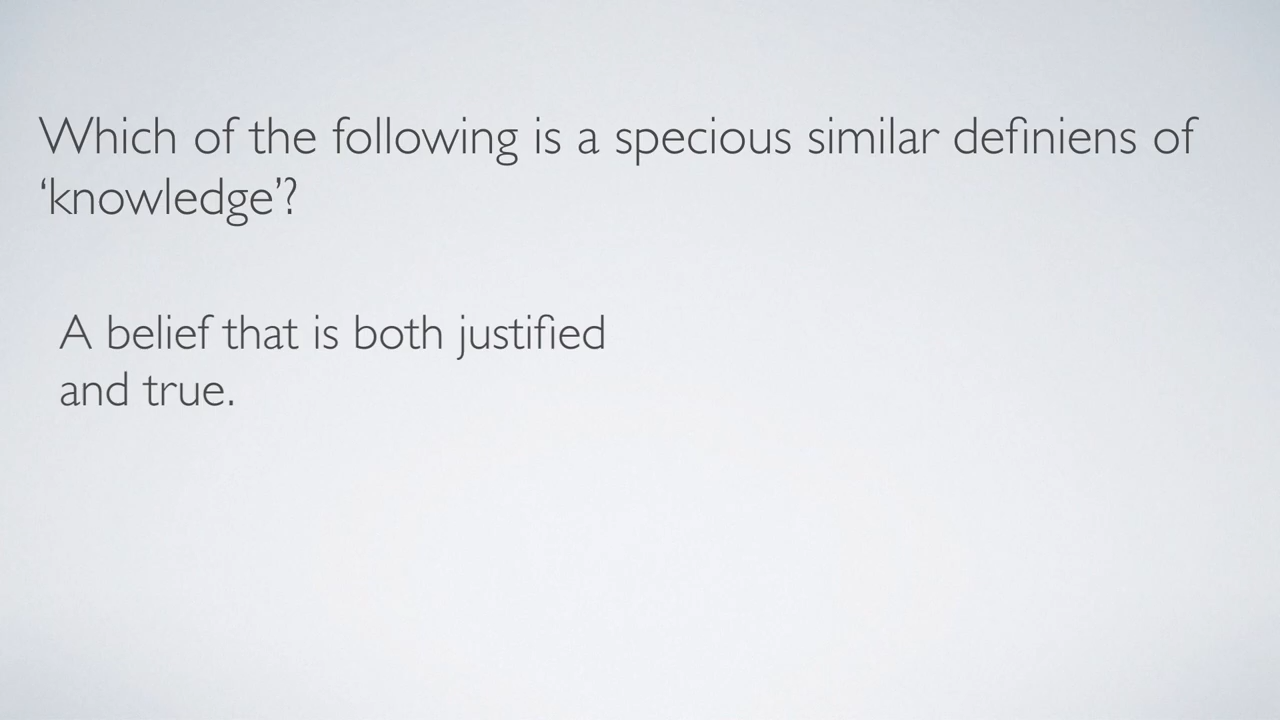 Which of the following is a specious similar definiens of
‘knowledge’?
A belief that is both justified
and true.